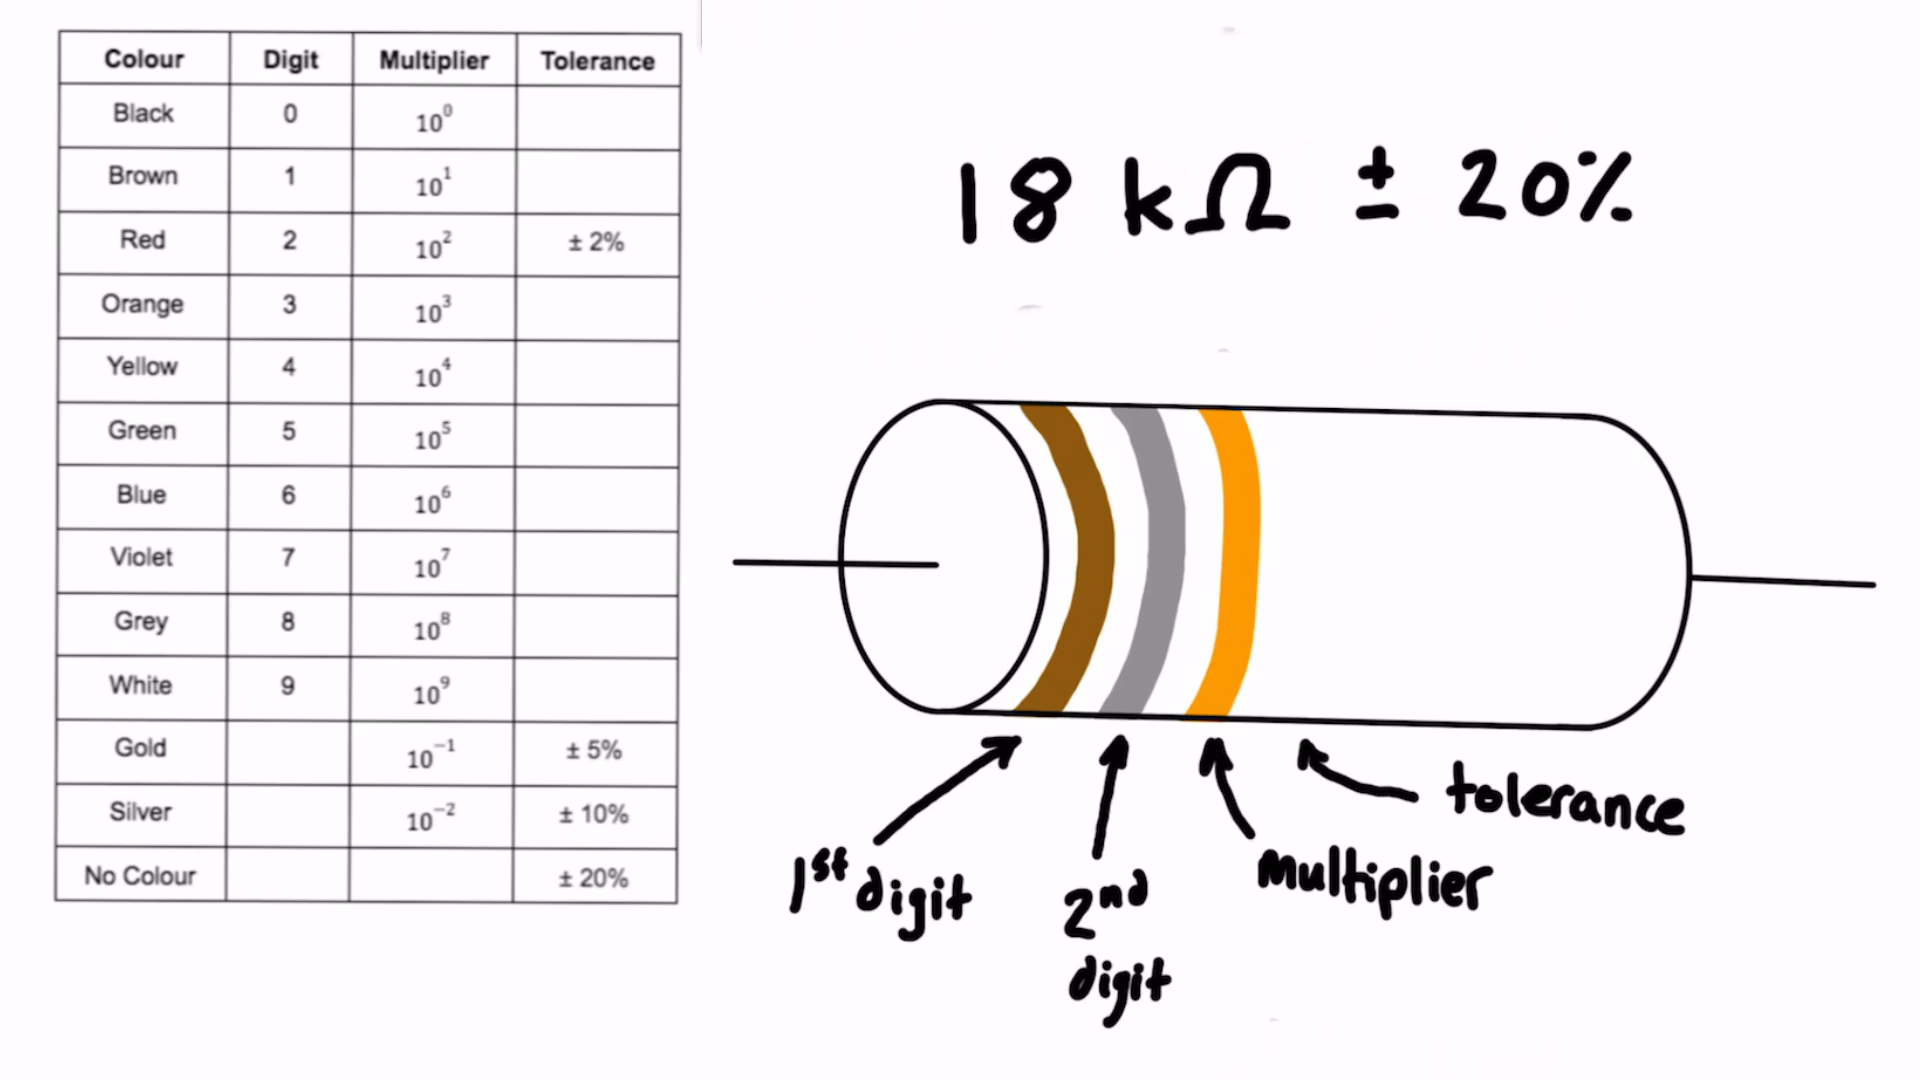 Colour Digit Multiplier Tolerance
Black 0 10⁰
Brown 1 10¹
Red 2 10² ± 2%
Orange 3 10³
Yellow 4 10⁴
Green 5 10⁵
Blue 6 10⁶
Violet 7 10⁷
Grey 8 10⁸
White 9 10⁹
Gold 10⁻¹ ± 5%
Silver 10⁻² ± 10%
No Colour ± 20%
18 kΩ ± 20%
1st digit
2nd
digit
multiplier
tolerance